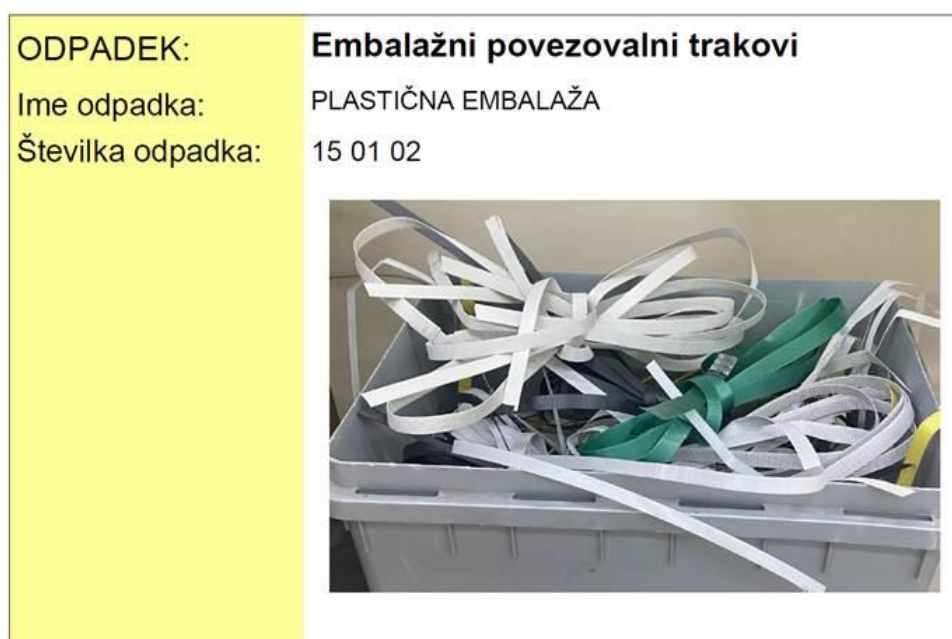 ODPADEK: Embalažni povezovalni trakovi
Ime odpadka: PLASTIČNA EMBALAŽA
Številka odpadka: 15 01 02